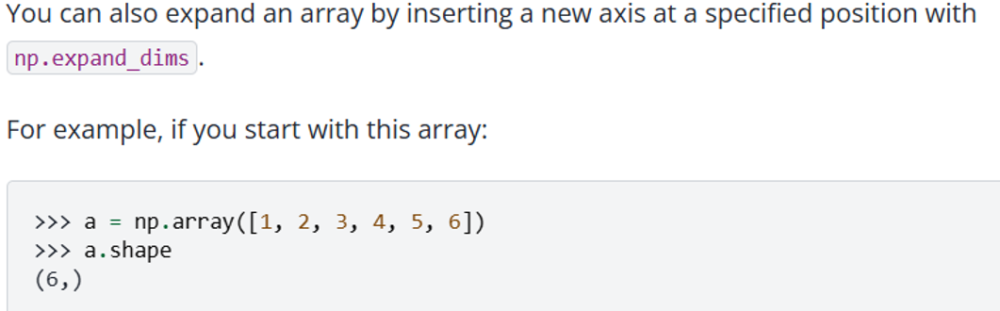 You can also expand an array by inserting a new axis at a specified position with
np.expand_dims.
For example, if you start with this array:
>>> a = np.array([1, 2, 3, 4, 5, 6])
>>> a.shape
(6,)